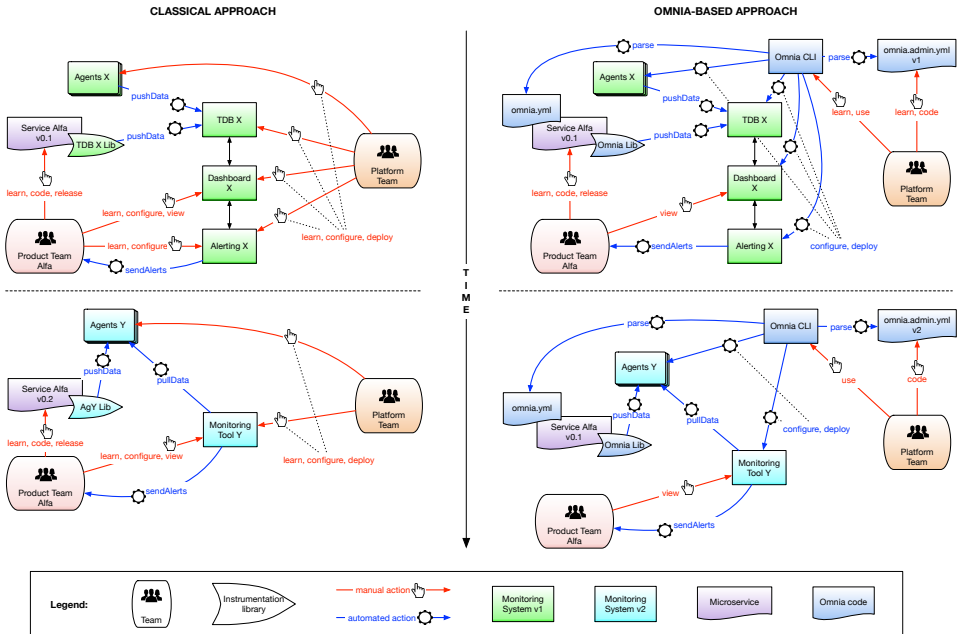 CLASSICAL APPROACH
OMNIA-BASED APPROACH
Agents X
pushData
TDB X
Service Alfa
v0.1
TDB X Lib
pushData
Platform
Team
learn, code, release
Dashboard
X
learn, configure, view
Product Team
Alfa
learn, configure
Alerting X
learn, configure, deploy
sendAlerts
parse
Omnia CLI
parse
omnia.admin.yml
v1
Agents X
omnia.yml
pushData
TDB X
learn, use
learn, code
Service Alfa
v0.1
Omnia Lib
pushData
Platform
Team
learn, code, release
Dashboard
X
view
Product Team
Alfa
sendAlerts
Alerting X
configure, deploy
T
I
M
E
Agents Y
pushData
pullData
Service Alfa
v0.2
AgY Lib
Monitoring
Tool Y
Platform
Team
learn, code, release
learn, configure, view
learn, configure, deploy
Product Team
Alfa
sendAlerts
parse
Omnia CLI
parse
omnia.admin.yml
v2
Agents Y
use
code
omnia.yml
pushData
pullData
Service Alfa
v0.1
Omnia Lib
configure, deploy
Platform
Team
Monitoring
Tool Y
view
Product Team
Alfa
sendAlerts
Legend:
Team
Instrumentation
library
manual action
automated action
Monitoring
System v1
Monitoring
System v2
Microservice
Omnia code